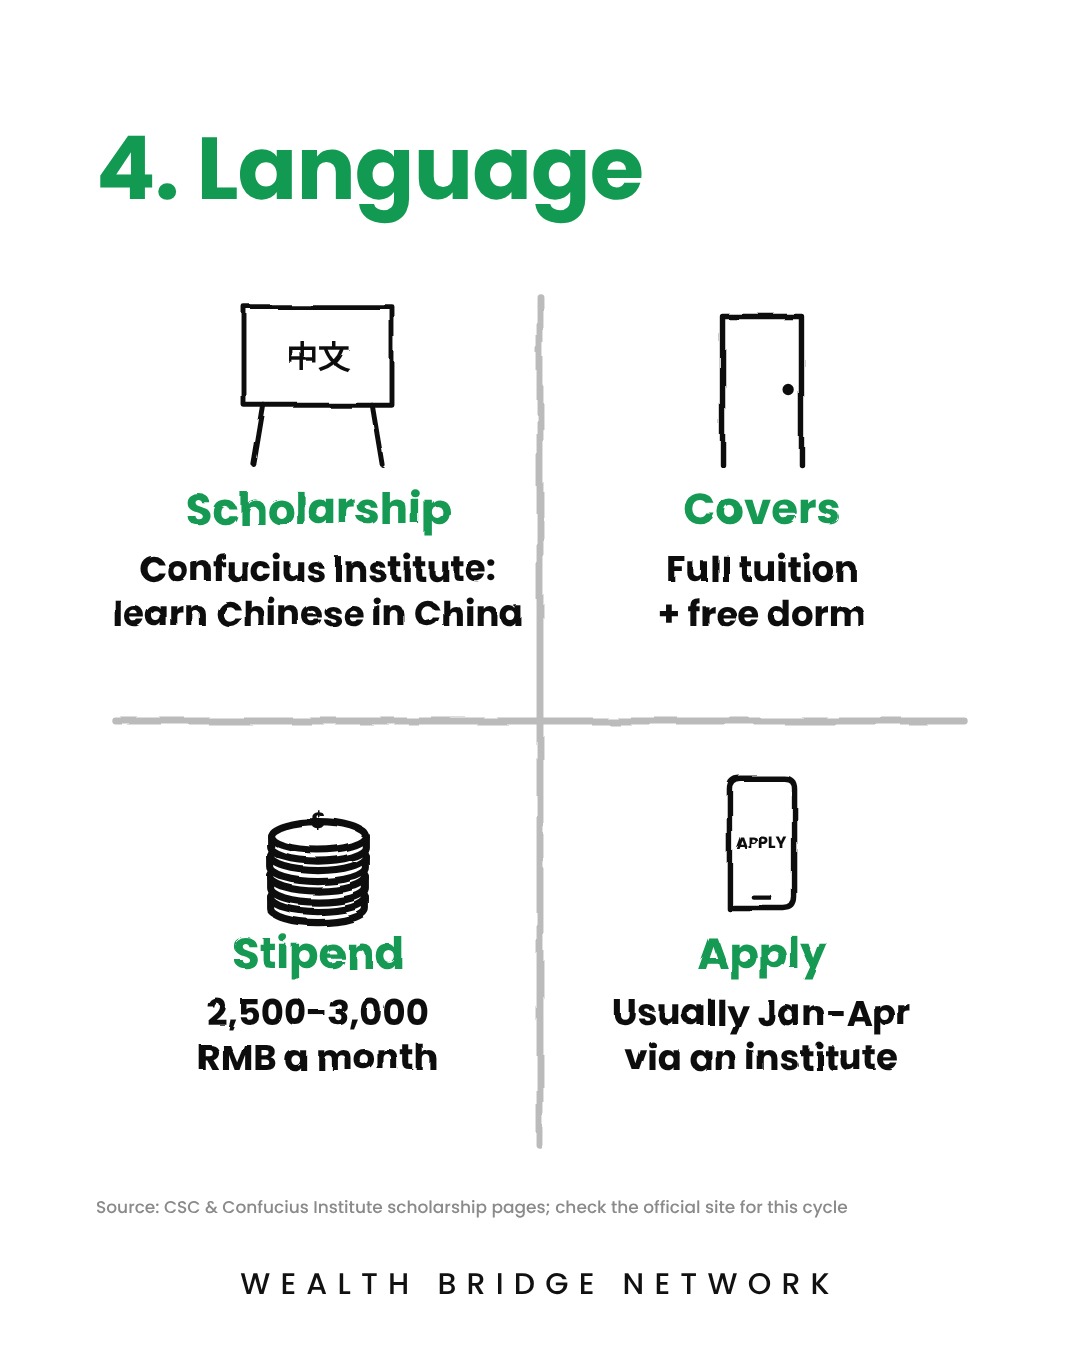 4. Language
中文
Scholarship
Confucius Institute:
learn Chinese in China
Covers
Full tuition
+ free dorm
$
Stipend
2,500–3,000
RMB a month
APPLY
Apply
Usually Jan–Apr
via an institute
Source: CSC & Confucius Institute scholarship pages; check the official site for this cycle
WEALTH BRIDGE NETWORK